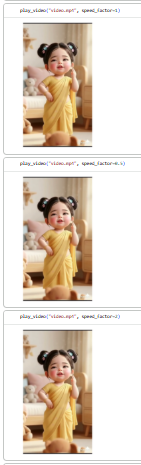 play_video("video.mp4", speed_factor=1)
play_video("video.mp4", speed_factor=0.5)
play_video("video.mp4", speed_factor=2)